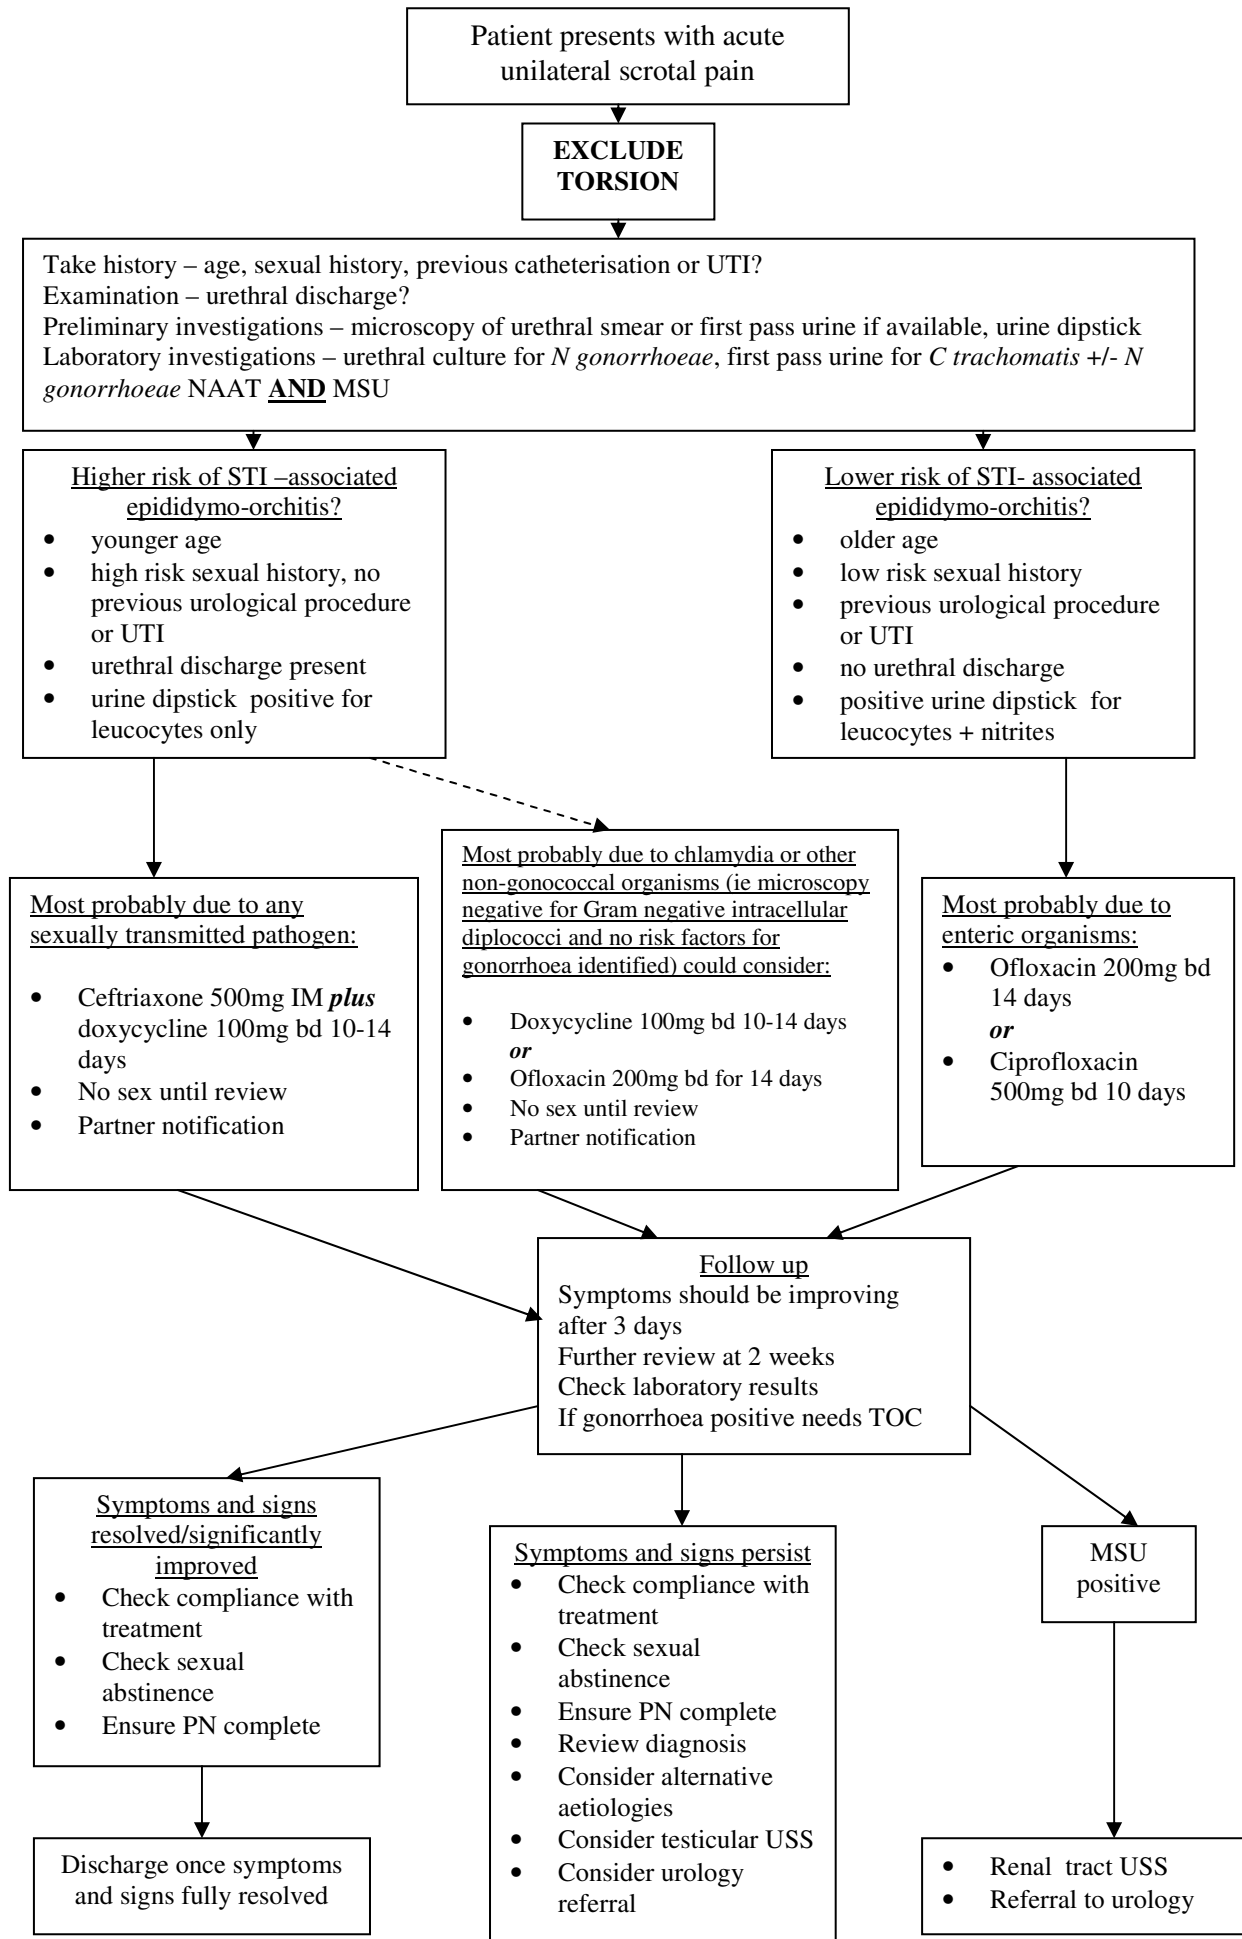 Patient presents with acute
unilateral scrotal pain
EXCLUDE
TORSION
Take history – age, sexual history, previous catheterisation or UTI?
Examination – urethral discharge?
Preliminary investigations – microscopy of urethral smear or first pass urine if available, urine dipstick
Laboratory investigations – urethral culture for N gonorrhoeae, first pass urine for C trachomatis +/- N
gonorrhoeae NAAT AND MSU
Higher risk of STI –associated
epididymo-orchitis?
• younger age
• high risk sexual history, no
previous urological procedure
or UTI
• urethral discharge present
• urine dipstick positive for
leucocytes only
Lower risk of STI- associated
epididymo-orchitis?
• older age
• low risk sexual history
• previous urological procedure
or UTI
• no urethral discharge
• positive urine dipstick for
leucocytes + nitrites
Most probably due to any
sexually transmitted pathogen:
• Ceftriaxone 500mg IM plus
doxycycline 100mg bd 10-14
days
• No sex until review
• Partner notification
Most probably due to chlamydia or other
non-gonococcal organisms (ie microscopy
negative for Gram negative intracellular
diplococci and no risk factors for
gonorrhoea identified) could consider:
• Doxycycline 100mg bd 10-14 days
or
• Ofloxacin 200mg bd for 14 days
• No sex until review
• Partner notification
Most probably due to
enteric organisms:
• Ofloxacin 200mg bd
14 days
or
• Ciprofloxacin
500mg bd 10 days
Follow up
Symptoms should be improving
after 3 days
Further review at 2 weeks
Check laboratory results
If gonorrhoea positive needs TOC
Symptoms and signs
resolved/significantly
improved
• Check compliance with
treatment
• Check sexual
abstinence
• Ensure PN complete
Symptoms and signs persist
• Check compliance with
treatment
• Check sexual
abstinence
• Ensure PN complete
• Review diagnosis
• Consider alternative
aetiologies
• Consider testicular USS
• Consider urology
referral
MSU
positive
Discharge once symptoms
and signs fully resolved
• Renal tract USS
• Referral to urology